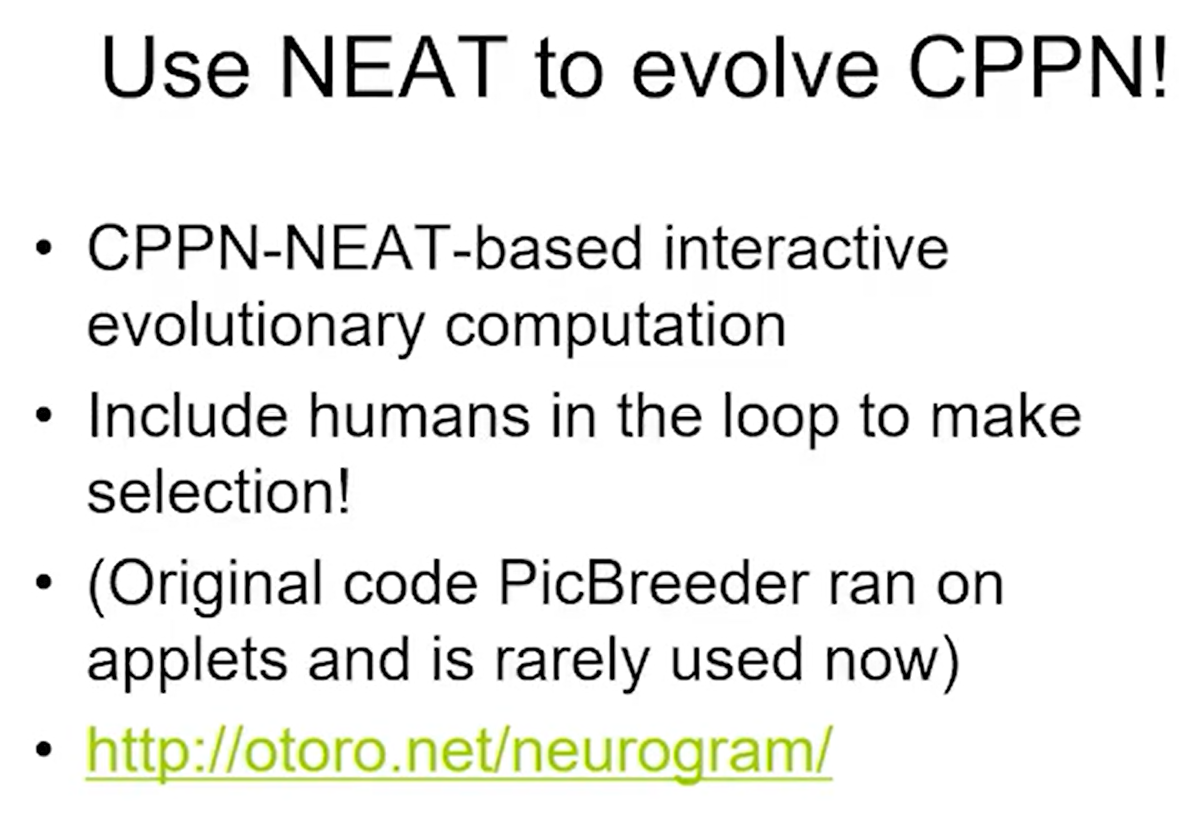 Use NEAT to evolve CPPN!
• CPPN-NEAT-based interactive
evolutionary computation
• Include humans in the loop to make
selection!
• (Original code PicBreeder ran on
applets and is rarely used now)
• http://otoro.net/neurogram/